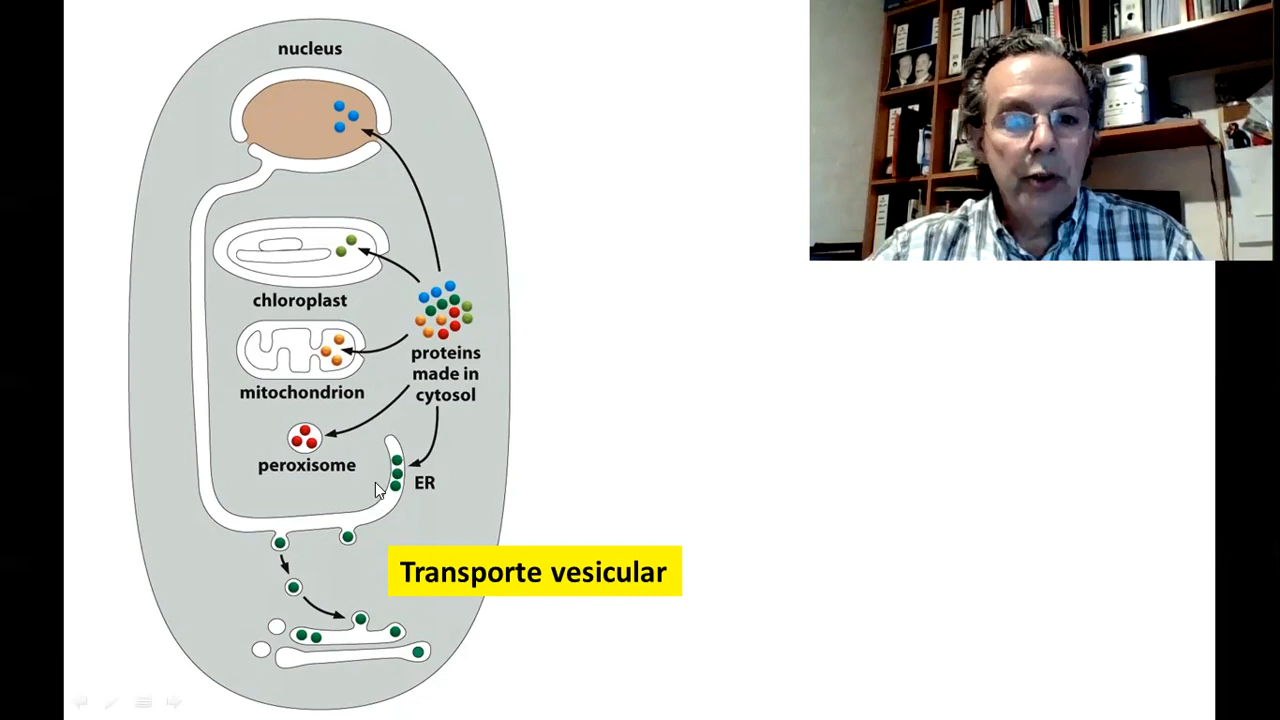 nucleus
chloroplast
proteins
made in
cytosol
mitochondrion
peroxisome
ER
Transporte vesicular